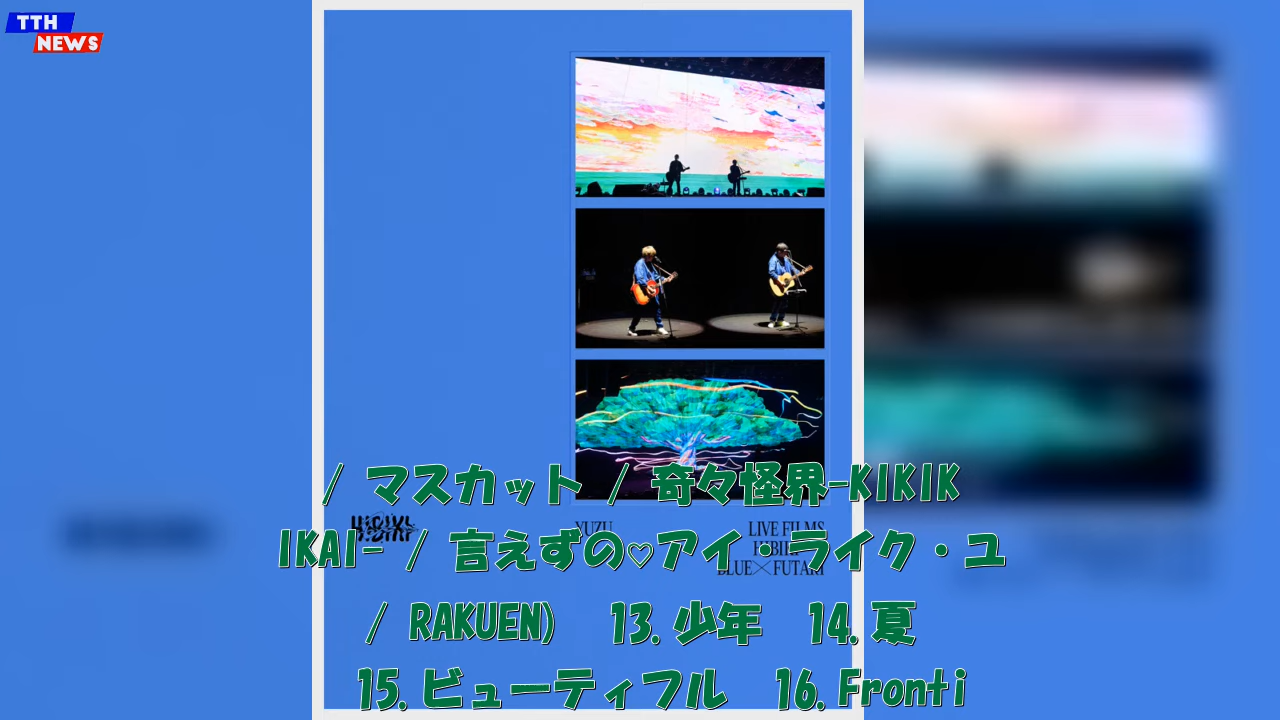 TTH
NEWS
/ マスカット / 奇々怪界-KIKIK
HIBIKI
YUZU
LIVE FILMS
IKAI- / 言えずの♡アイ・ライク・ユ
BLUE×FUTARI
/ RAKUEN) 13. 少年 14. 夏
15. ビューティフル 16. Fronti